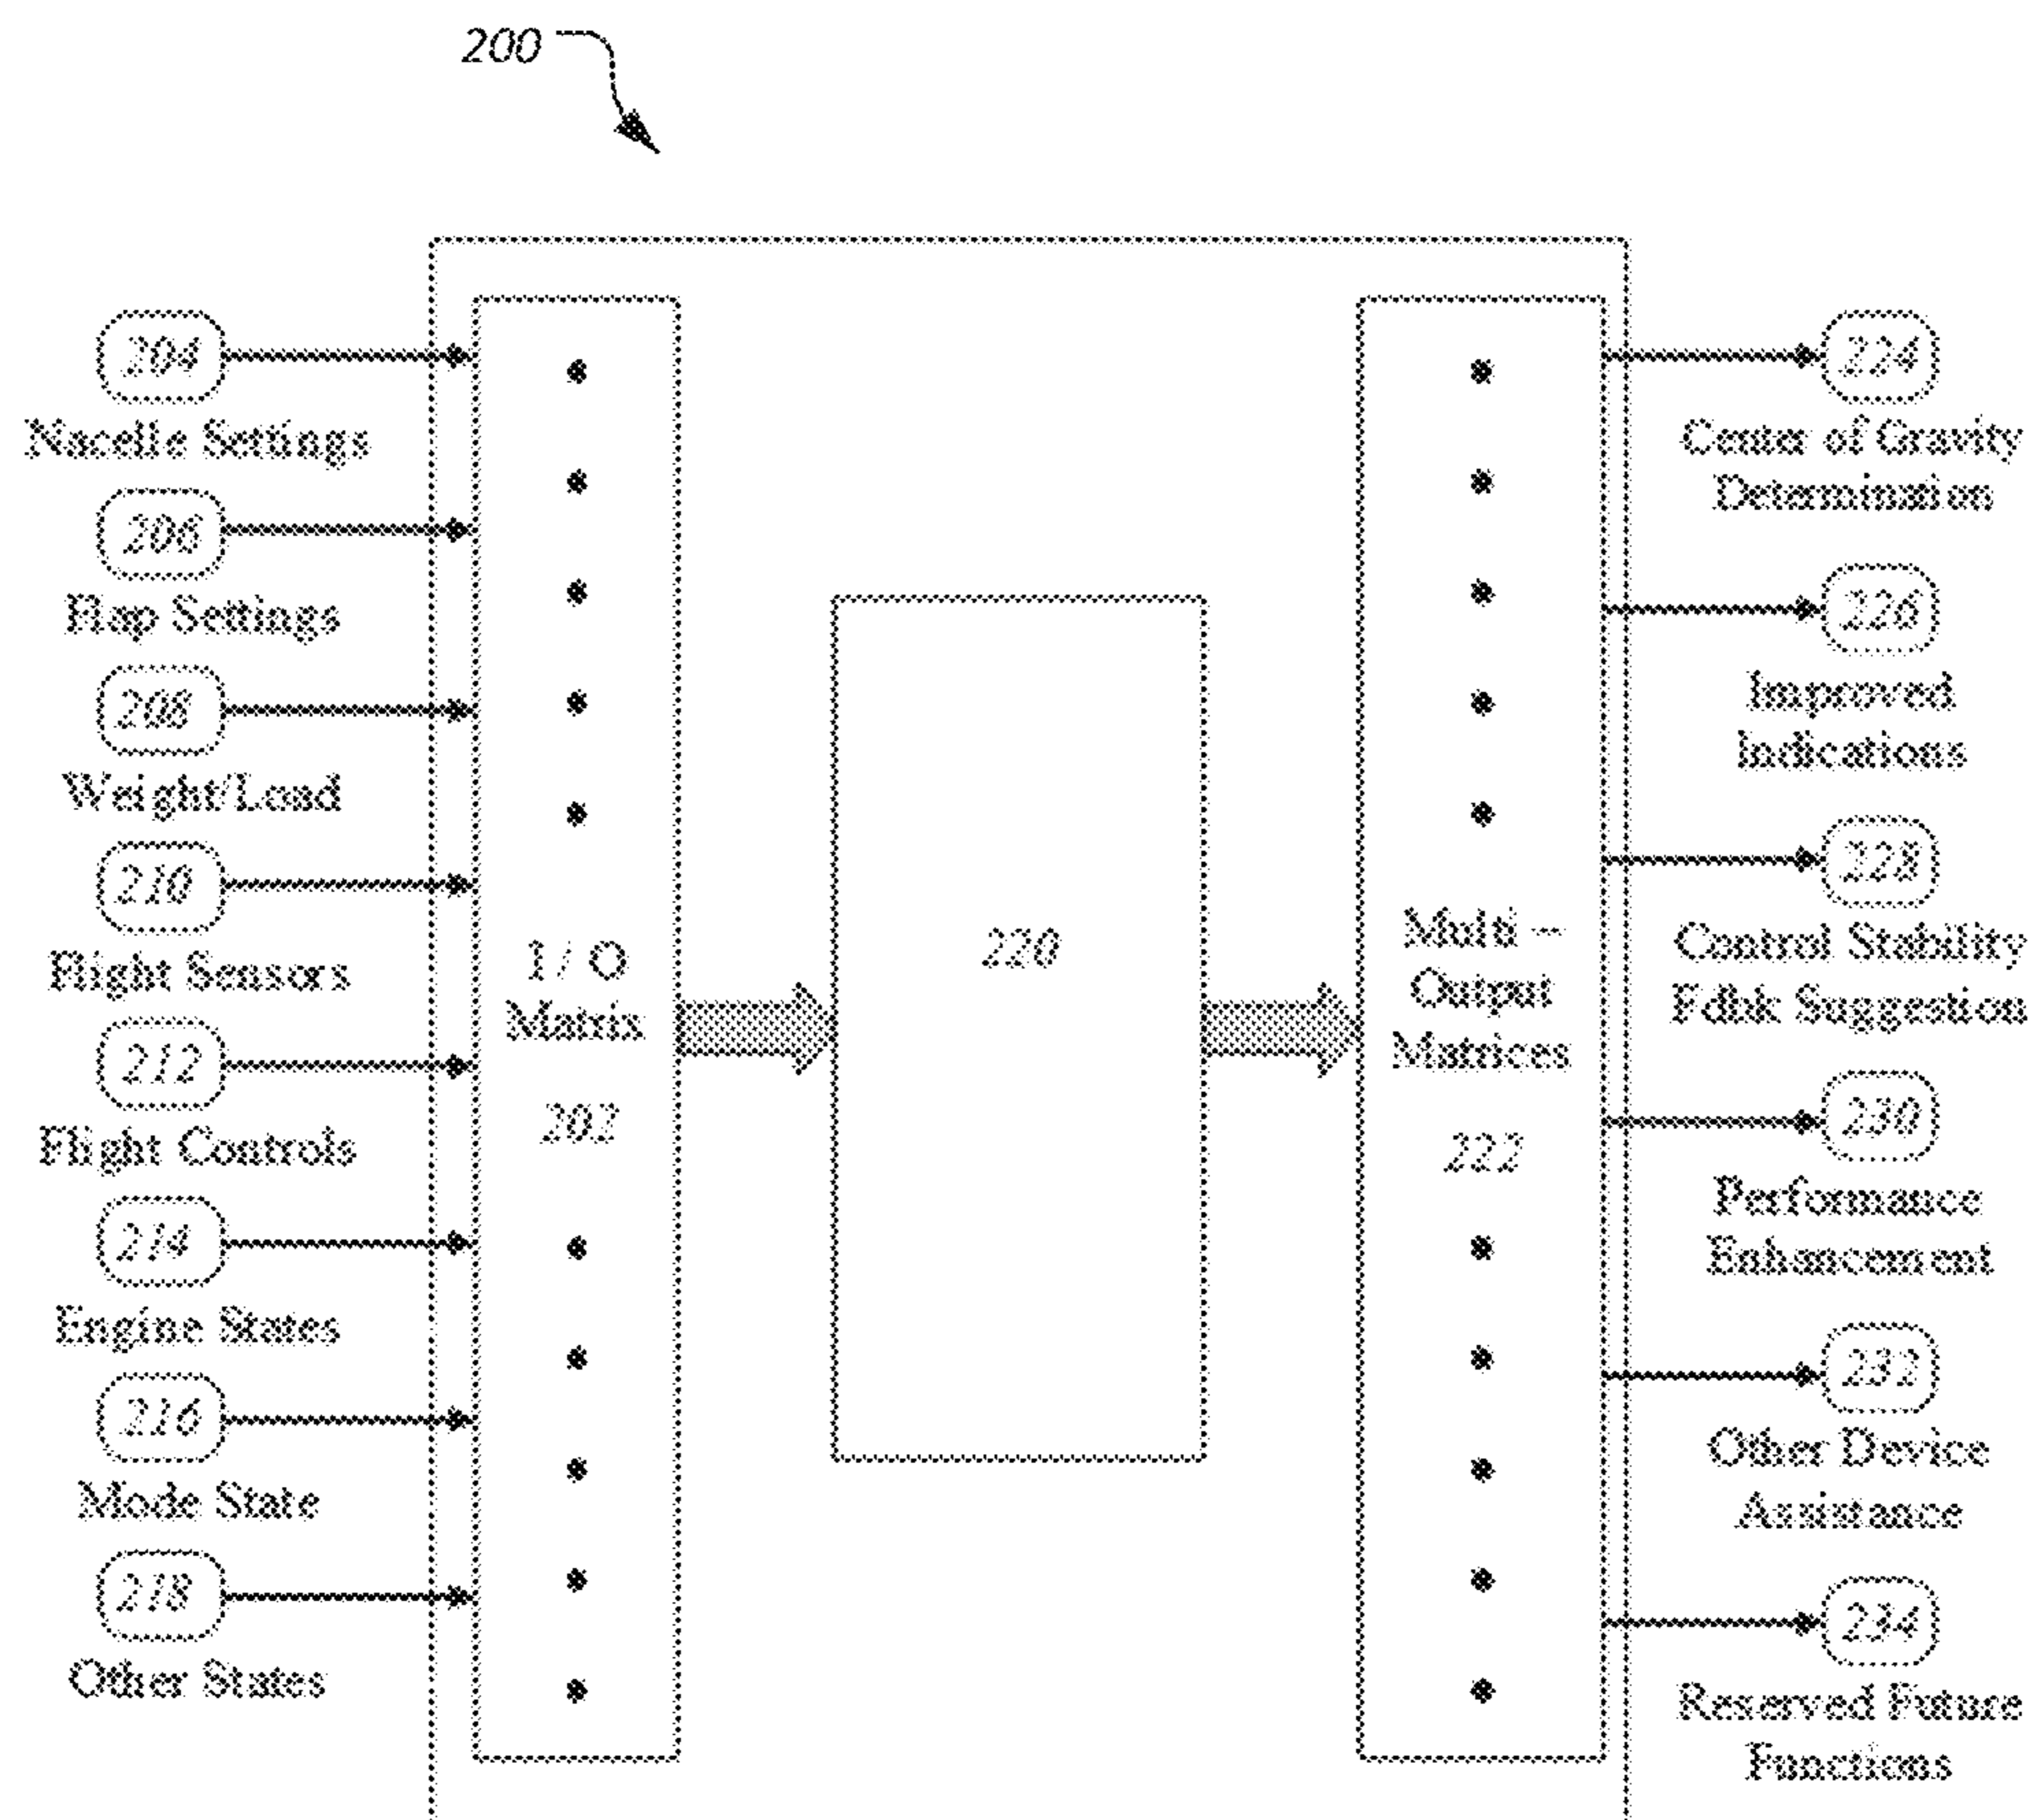 200
204
Nacelle Settings
206
Flap Settings
208
Weight/Load
210
Flight Sensors
212
Flight Controls
214
Engine States
216
Mode State
218
Other States
I / O
Matrix
202
220
Multi –
Output
Matrices
222
224
Center of Gravity
Determination
226
Improved
Indications
228
Control Stability
Fdbk Suggestion
230
Performance
Enhancement
232
Other Device
Assistance
234
Reserved Future
Functions